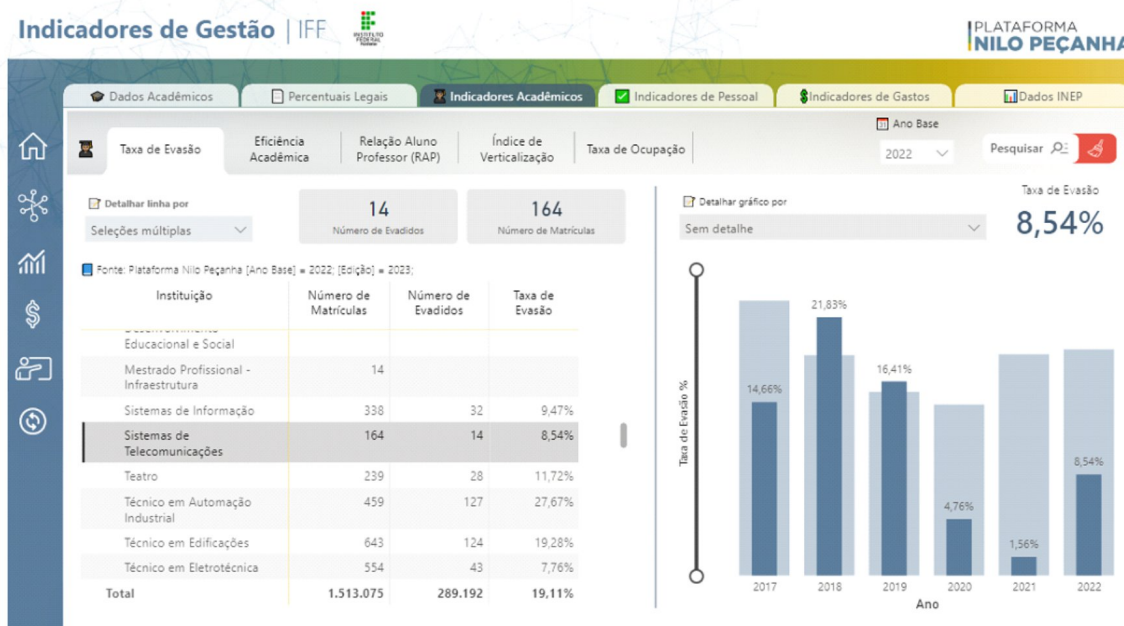 Indicadores de Gestão | IFF
INSTITUTO
FEDERAL
PLATAFORMA
NILO PEÇANHA
Dados Acadêmicos
Percentuais Legais
Indicadores Acadêmicos
Indicadores de Pessoal
Indicadores de Gastos
Dados INEP
Taxa de Evasão
Eficiência
Acadêmica
Relação Aluno
Professor (RAP)
Índice de
Verticalização
Taxa de Ocupação
Ano Base
2022
Pesquisar
Detalhar linha por
Seleções múltiplas
14
Número de Evadidos
164
Número de Matrículas
Fonte: Plataforma Nilo Peçanha [Ano Base] = 2022; [Edição] = 2023;
Instituição Número de Matrículas Número de Evadidos Taxa de Evasão
Educacional e Social
Mestrado Profissional - 14
Infraestrutura
Sistemas de Informação 338 32 9,47%
Sistemas de 164 14 8,54%
Telecomunicações
Teatro 239 28 11,72%
Técnico em Automação 459 127 27,67%
Industrial
Técnico em Edificações 643 124 19,28%
Técnico em Eletrotécnica 554 43 7,76%
Total 1.513.075 289.192 19,11%
Detalhar gráfico por
Sem detalhe
Taxa de Evasão
8,54%
Taxa de Evasão %
14,66%
21,83%
16,41%
4,76%
1,56%
8,54%
2017 2018 2019 2020 2021 2022
Ano